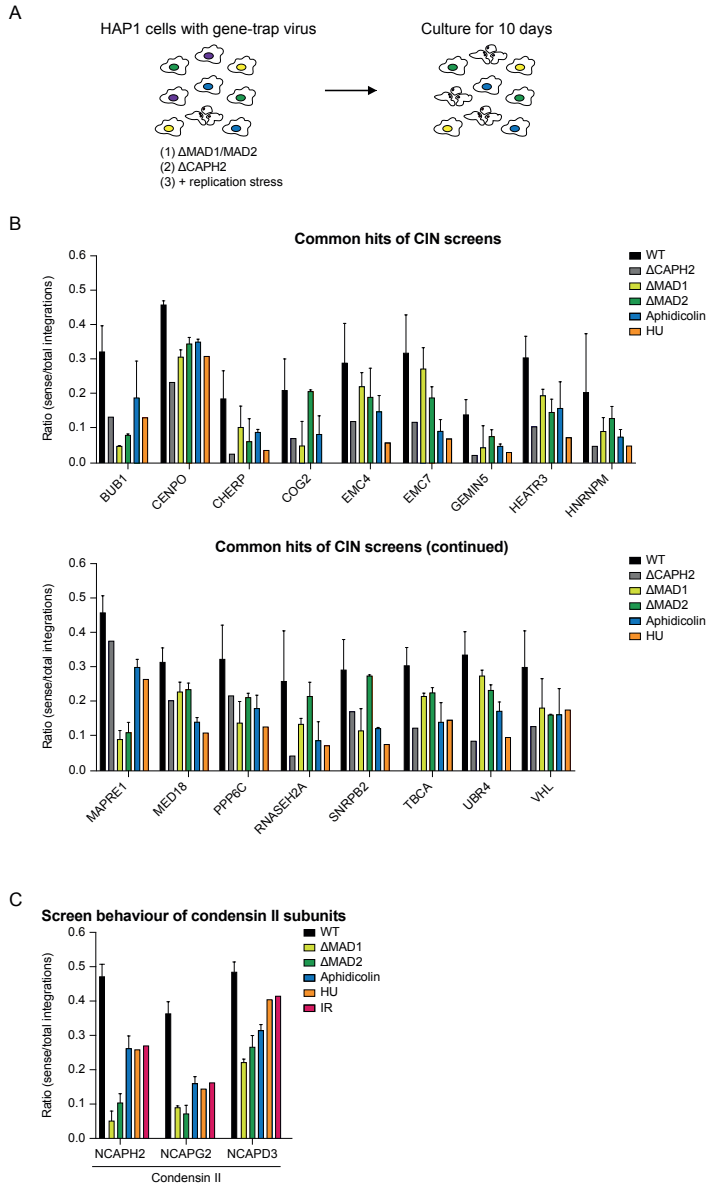 A
HAP1 cells with gene-trap virus
Culture for 10 days
(1) ΔMAD1/MAD2
(2) ΔCAPH2
(3) + replication stress
B
Common hits of CIN screens
Ratio (sense/total integrations)
0.6
0.5
0.4
0.3
0.2
0.1
0.0
BUB1
CENPO
CHERP
COG2
EMC4
EMC7
GEMIN5
HEATR3
HNRNPM
WT
ΔCAPH2
ΔMAD1
ΔMAD2
Aphidicolin
HU
Common hits of CIN screens (continued)
Ratio (sense/total integrations)
0.6
0.5
0.4
0.3
0.2
0.1
0.0
MAPRE1
MED18
PPP6C
RNASEH2A
SNRPB2
TBCA
UBR4
VHL
WT
ΔCAPH2
ΔMAD1
ΔMAD2
Aphidicolin
HU
C
Screen behaviour of condensin II subunits
Ratio (sense/total integrations)
0.6
0.5
0.4
0.3
0.2
0.1
0.0
NCAPH2
NCAPG2
NCAPD3
Condensin II
WT
ΔMAD1
ΔMAD2
Aphidicolin
HU
IR